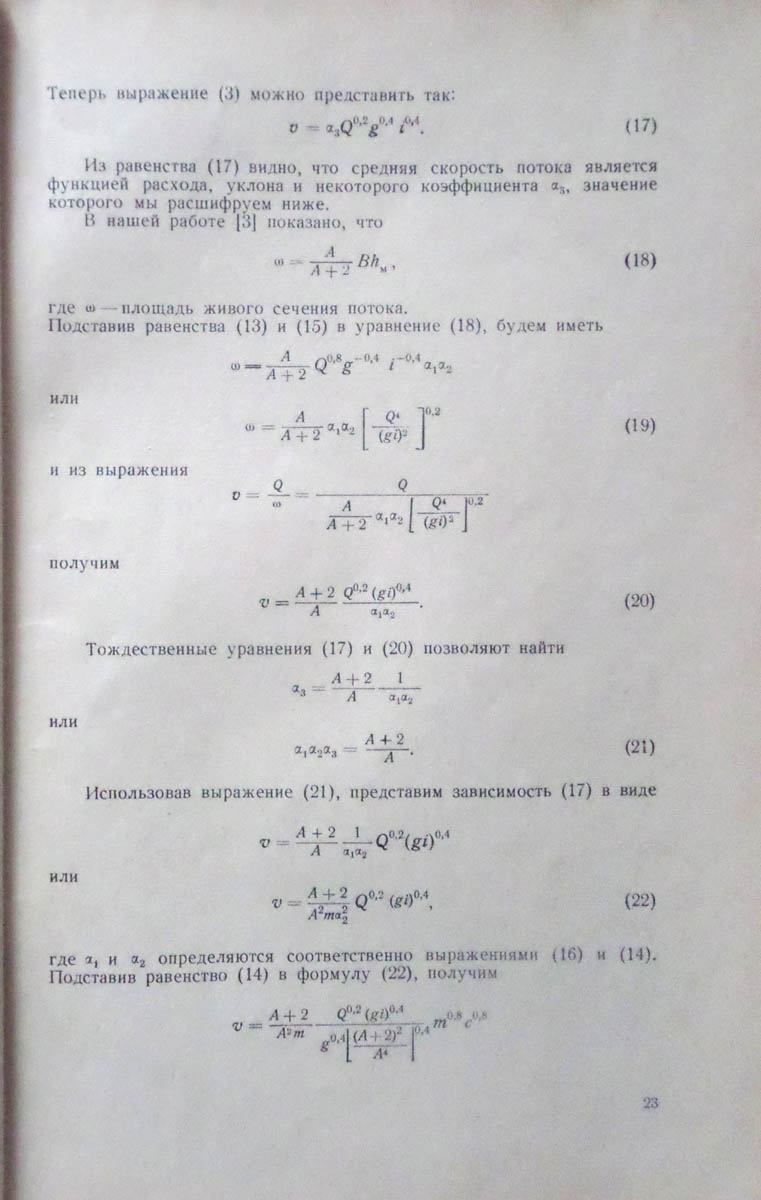 Теперь выражение (3) можно представить так:
v = α₃Q^0,2 g^0,4 i^0,4. (17)
Из равенства (17) видно, что средняя скорость потока является
функцией расхода, уклона и некоторого коэффициента α₃, значение
которого мы расшифруем ниже.
В нашей работе [3] показано, что
ω = A/(A + 2) Bhм, (18)
где ω — площадь живого сечения потока.
Подставив равенства (13) и (15) в уравнение (18), будем иметь
ω = A/(A + 2) Q^0,8 g^−0,4 i^−0,4 α₁α₂
или
ω = A/(A + 2) α₁α₂ [Q⁴/(gi)²]^0,2 (19)
и из выражения
v = Q/ω = Q/(A/(A + 2) α₁α₂ [Q⁴/(gi)²]^0,2)
получим
v = (A + 2)/A Q^0,2 (gi)^0,4/(α₁α₂). (20)
Тождественные уравнения (17) и (20) позволяют найти
α₃ = (A + 2)/A 1/(α₁α₂)
или
α₁α₂α₃ = (A + 2)/A. (21)
Использовав выражение (21), представим зависимость (17) в виде
v = (A + 2)/A 1/(α₁α₂) Q^0,2 (gi)^0,4
или
v = (A + 2)/(A²mα₂²) Q^0,2 (gi)^0,4, (22)
где α₁ и α₂ определяются соответственно выражениями (16) и (14).
Подставив равенство (14) в формулу (22), получим
v = (A + 2)/(A²m) Q^0,2 (gi)^0,4/(g^0,4 [(A + 2)²/A⁴]^0,4) m^0,8 c^0,8
23